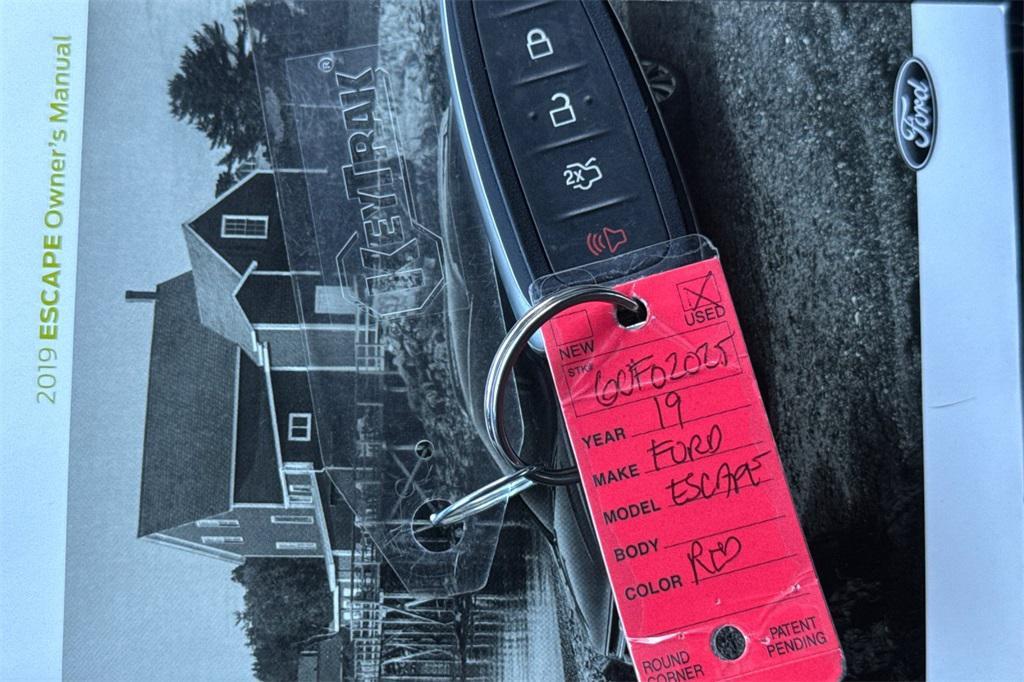 2019 ESCAPE Owner's Manual
KEYTRAK®
Ford
2X
NEW
USED
STK#
YEAR 19
MAKE FORD
MODEL ESCAPE
BODY
COLOR RED
ROUND CORNER
PATENT PENDING